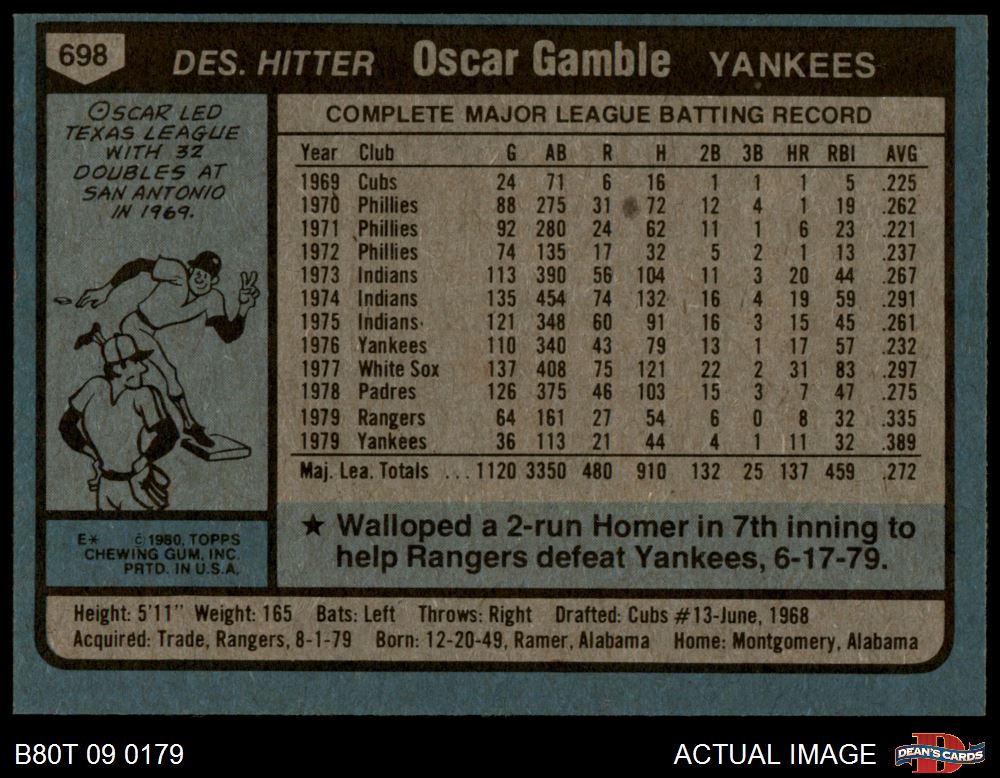 698 DES. HITTER Oscar Gamble YANKEES
OSCAR LED
TEXAS LEAGUE
WITH 32
DOUBLES AT
SAN ANTONIO
IN 1969.
COMPLETE MAJOR LEAGUE BATTING RECORD
Year Club G AB R H 2B 3B HR RBI AVG
1969 Cubs 24 71 6 16 1 1 1 5 .225
1970 Phillies 88 275 31 72 12 4 1 19 .262
1971 Phillies 92 280 24 62 11 1 6 23 .221
1972 Phillies 74 135 17 32 5 2 1 13 .237
1973 Indians 113 390 56 104 11 3 20 44 .267
1974 Indians 135 454 74 132 16 4 19 59 .291
1975 Indians 121 348 60 91 16 3 15 45 .261
1976 Yankees 110 340 43 79 13 1 17 57 .232
1977 White Sox 137 408 75 121 22 2 31 83 .297
1978 Padres 126 375 46 103 15 3 7 47 .275
1979 Rangers 64 161 27 54 6 0 8 32 .335
1979 Yankees 36 113 21 44 4 1 11 32 .389
Maj. Lea. Totals ... 1120 3350 480 910 132 25 137 459 .272
★ Walloped a 2-run Homer in 7th inning to
help Rangers defeat Yankees, 6-17-79.
E* © 1980, TOPPS
CHEWING GUM, INC.
PRTD. IN U.S.A.
Height: 5'11" Weight: 165 Bats: Left Throws: Right Drafted: Cubs #13-June, 1968
Acquired: Trade, Rangers, 8-1-79 Born: 12-20-49, Ramer, Alabama Home: Montgomery, Alabama
B80T 09 0179 ACTUAL IMAGE DEAN'S CARDS